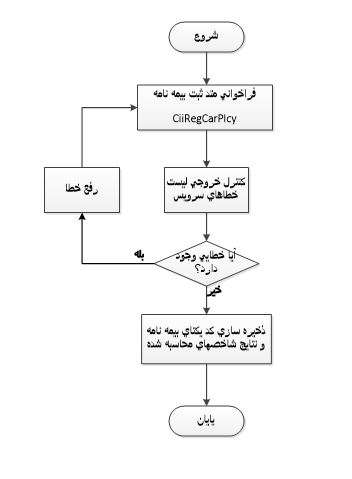 شروع
فراخواني متد ثبت بيمه نامه
CiiRegCarPlcy
كنترل خروجي ليست
خطاهاي سرويس
رفع خطا
آيا خطايي وجود
دارد؟
بله
خير
ذخيره سازي كد يكتاي بيمه نامه
و نتايج شاخصهاي محاسبه شده
پايان